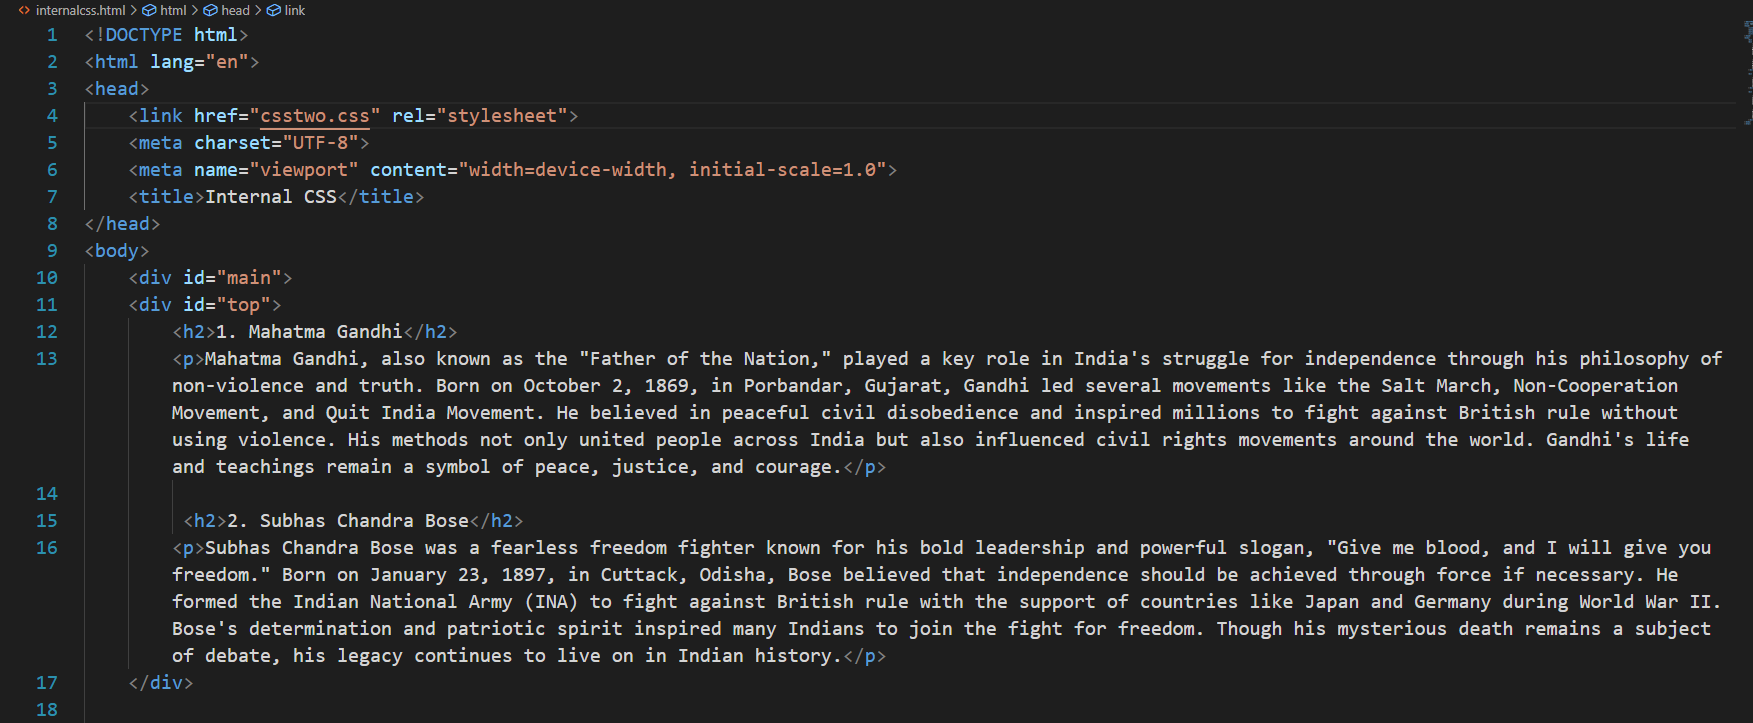 internalcss.html > html > head > link
1 <!DOCTYPE html>
2 <html lang="en">
3 <head>
4 <link href="csstwo.css" rel="stylesheet">
5 <meta charset="UTF-8">
6 <meta name="viewport" content="width=device-width, initial-scale=1.0">
7 <title>Internal CSS</title>
8 </head>
9 <body>
10 <div id="main">
11 <div id="top">
12 <h2>1. Mahatma Gandhi</h2>
13 <p>Mahatma Gandhi, also known as the "Father of the Nation," played a key role in India's struggle for independence through his philosophy of
non-violence and truth. Born on October 2, 1869, in Porbandar, Gujarat, Gandhi led several movements like the Salt March, Non-Cooperation
Movement, and Quit India Movement. He believed in peaceful civil disobedience and inspired millions to fight against British rule without
using violence. His methods not only united people across India but also influenced civil rights movements around the world. Gandhi's life
and teachings remain a symbol of peace, justice, and courage.</p>
14
15 <h2>2. Subhas Chandra Bose</h2>
16 <p>Subhas Chandra Bose was a fearless freedom fighter known for his bold leadership and powerful slogan, "Give me blood, and I will give you
freedom." Born on January 23, 1897, in Cuttack, Odisha, Bose believed that independence should be achieved through force if necessary. He
formed the Indian National Army (INA) to fight against British rule with the support of countries like Japan and Germany during World War II.
Bose's determination and patriotic spirit inspired many Indians to join the fight for freedom. Though his mysterious death remains a subject
of debate, his legacy continues to live on in Indian history.</p>
17 </div>
18